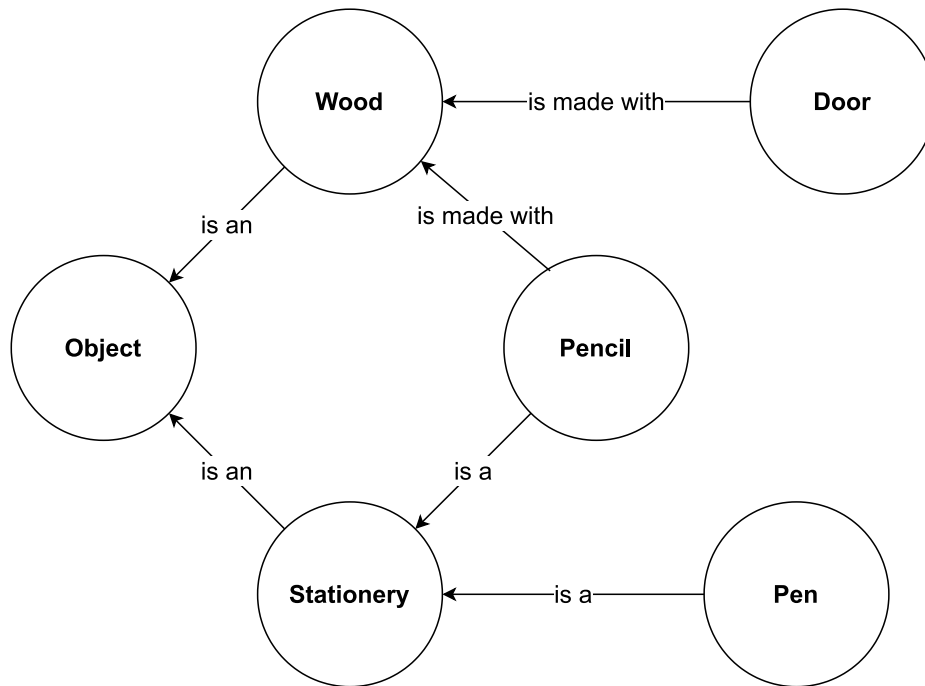 Wood
is made with
Door
is made with
is an
Object
Pencil
is an
is a
Stationery
is a
Pen